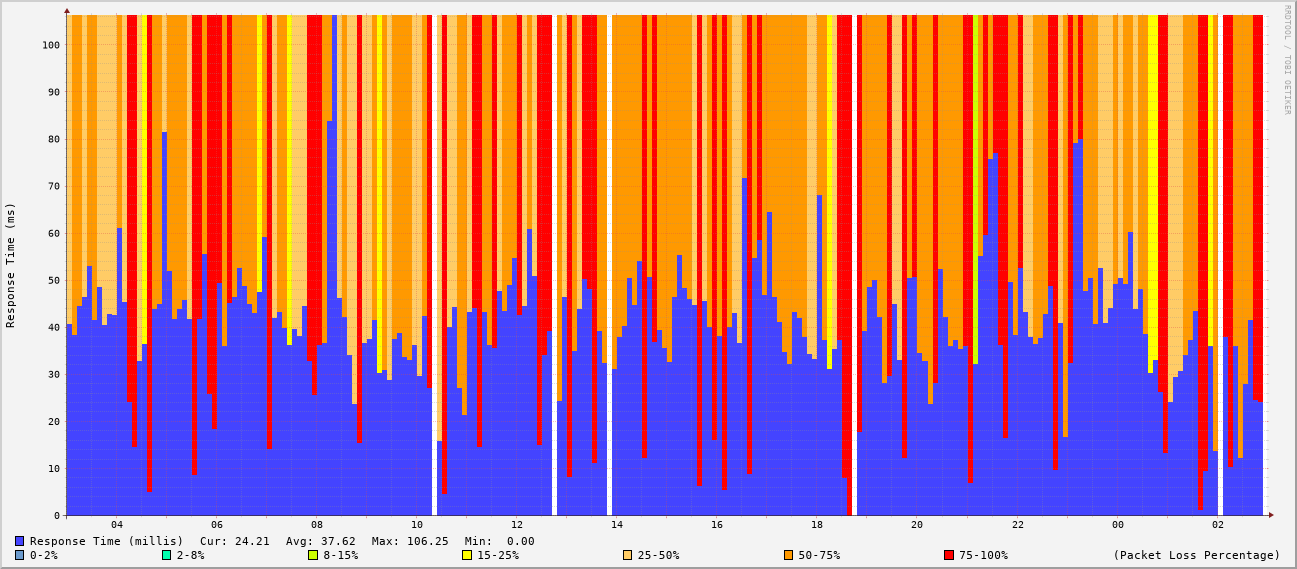 RRDTOOL / TOBI OETIKER
Response Time (ms)
100
90
80
70
60
50
40
30
20
10
0
04 06 08 10 12 14 16 18 20 22 00 02
Response Time (millis) Cur: 24.21 Avg: 37.62 Max: 106.25 Min: 0.00
0-2% 2-8% 8-15% 15-25% 25-50% 50-75% 75-100% (Packet Loss Percentage)